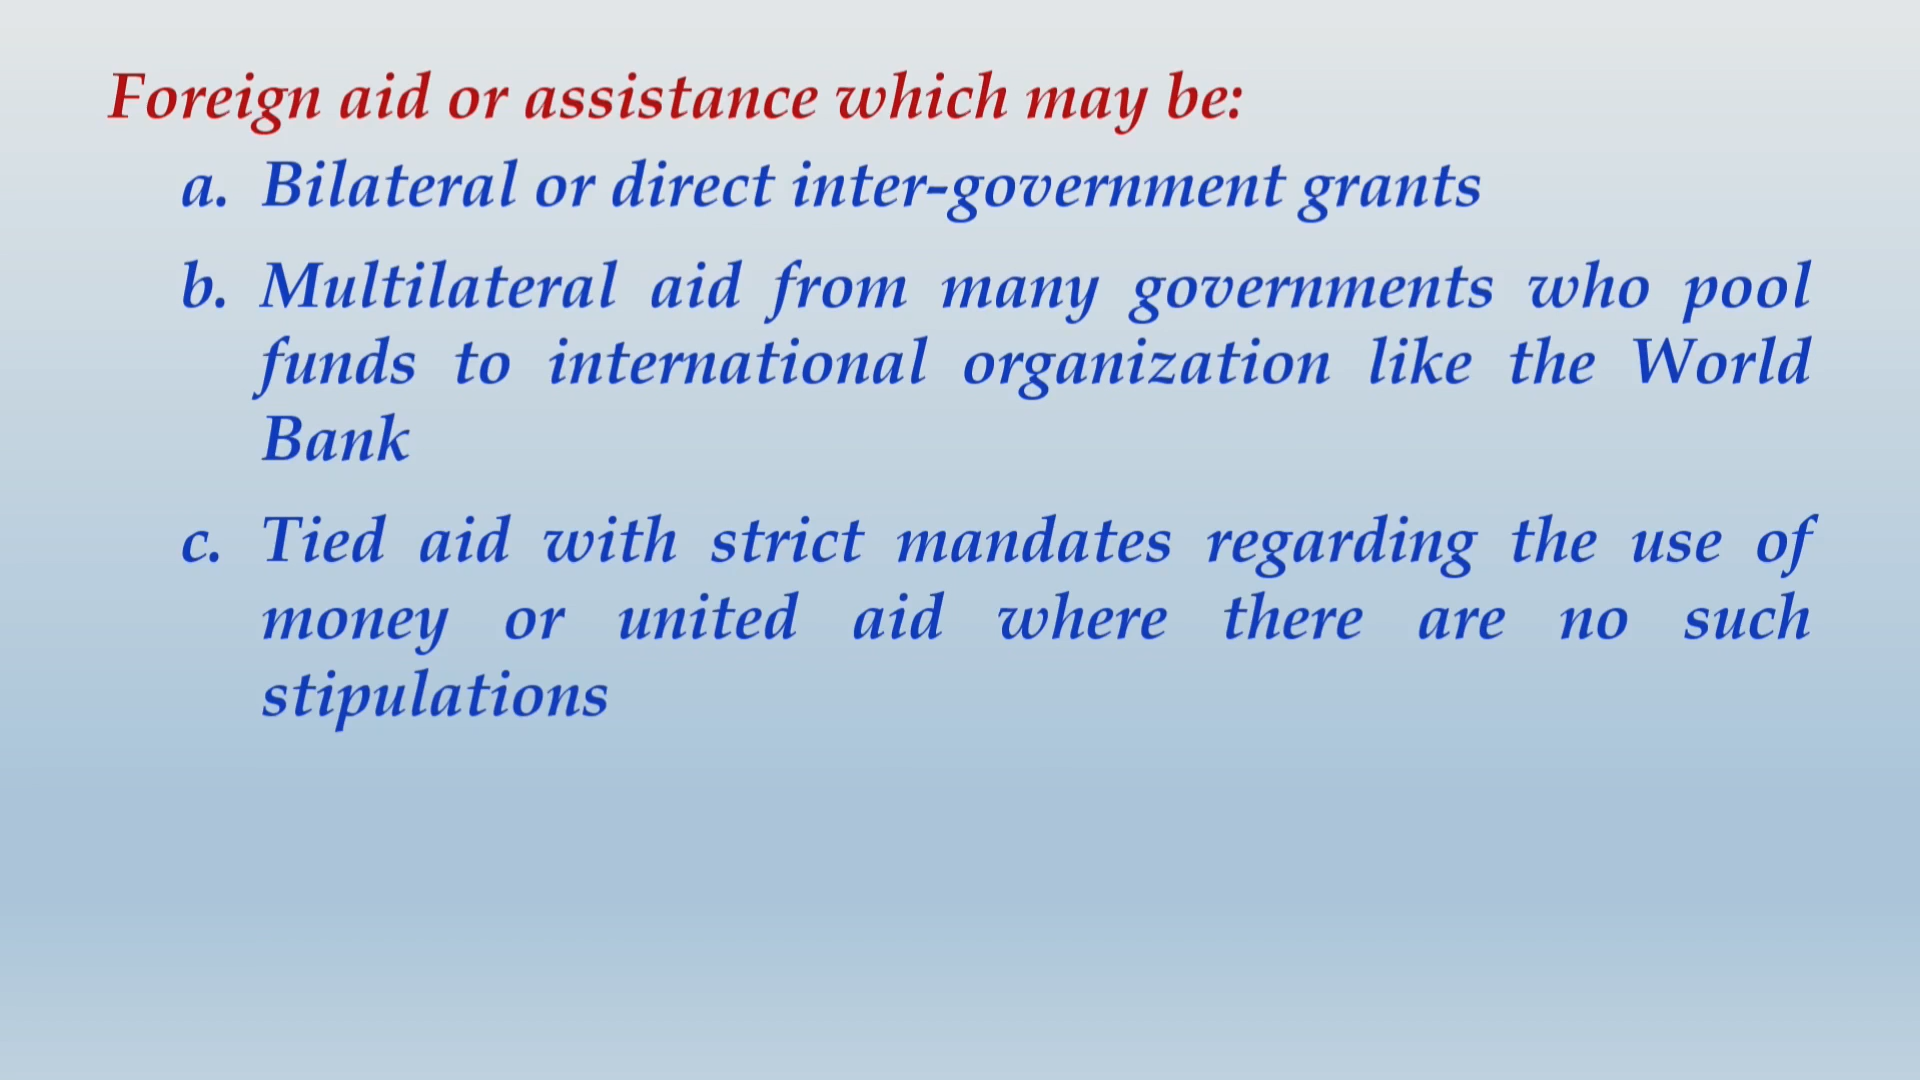 Foreign aid or assistance which may be:
a. Bilateral or direct inter-government grants
b. Multilateral aid from many governments who pool
funds to international organization like the World
Bank
c. Tied aid with strict mandates regarding the use of
money or united aid where there are no such
stipulations